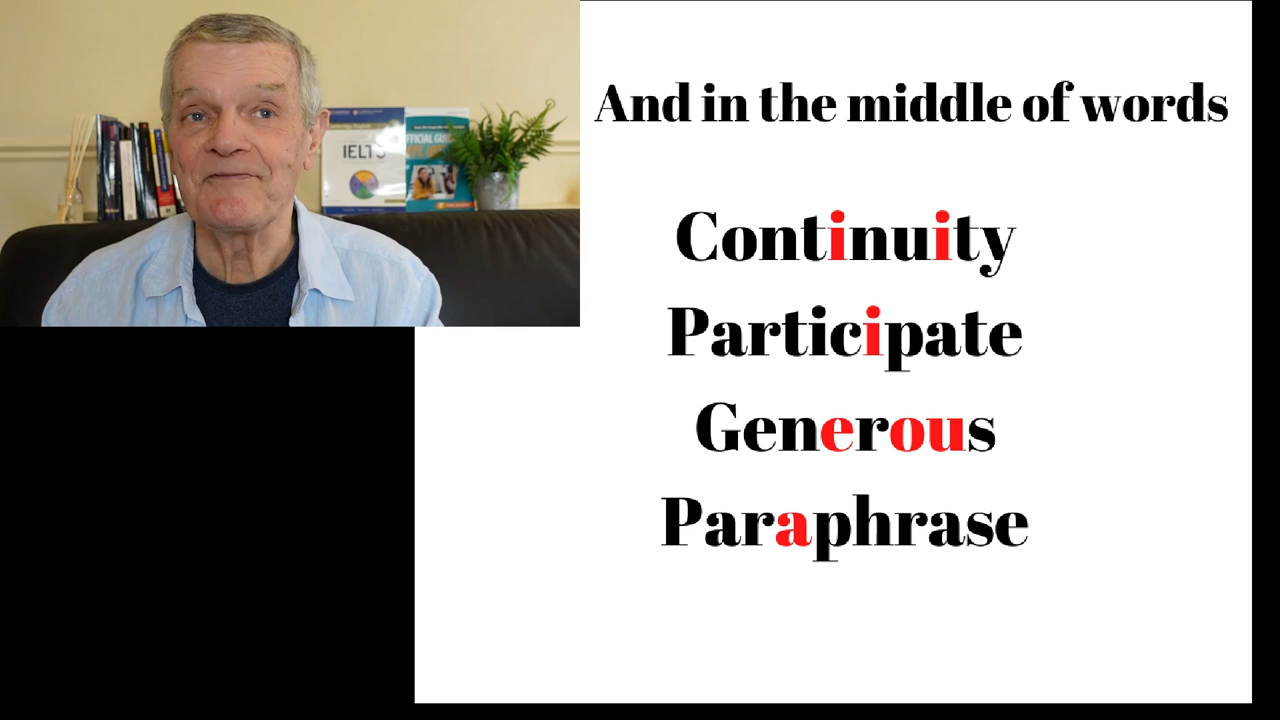 IELTS
And in the middle of words
Continuity
Participate
Generous
Paraphrase